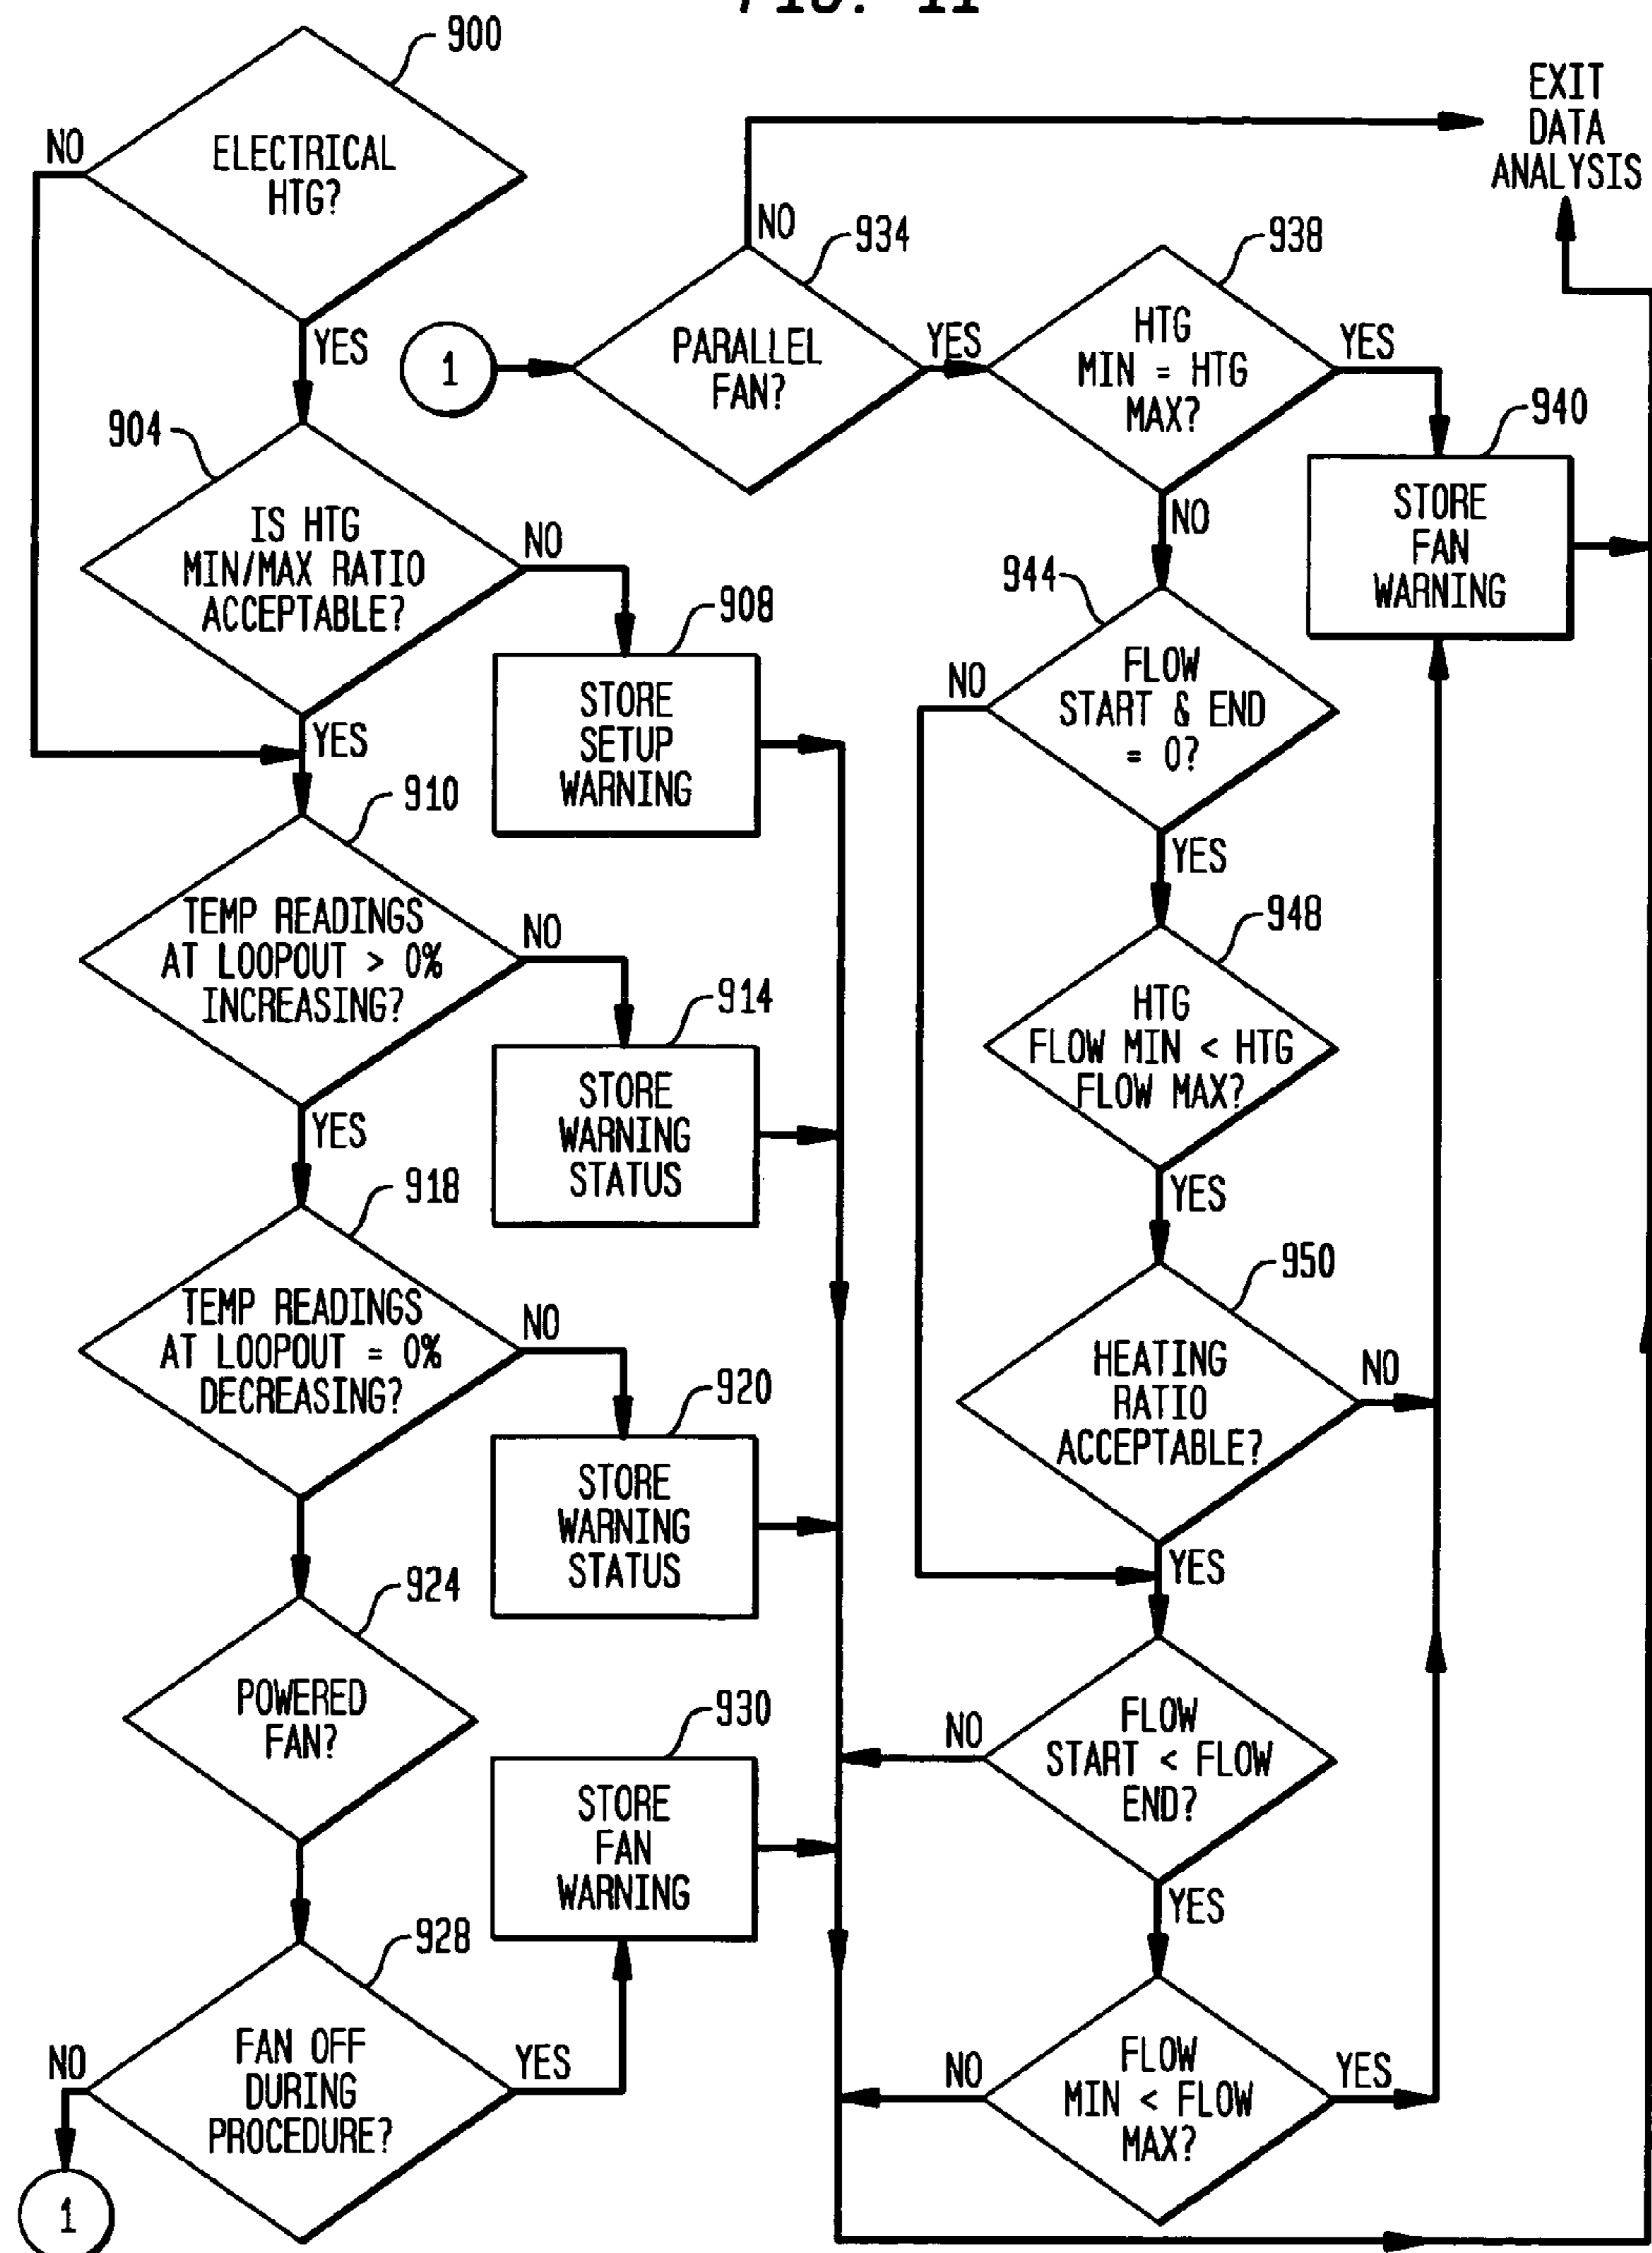 FIG. 11
900
NO
ELECTRICAL
HTG?
YES
904
IS HTG
MIN/MAX RATIO
ACCEPTABLE?
NO
908
STORE
SETUP
WARNING
YES
910
TEMP READINGS
AT LOOPOUT > 0%
INCREASING?
NO
914
STORE
WARNING
STATUS
YES
918
TEMP READINGS
AT LOOPOUT = 0%
DECREASING?
NO
920
STORE
WARNING
STATUS
924
POWERED
FAN?
930
STORE
FAN
WARNING
928
NO
FAN OFF
DURING
PROCEDURE?
YES
1
EXIT
DATA
ANALYSIS
1
NO
934
PARALLEL
FAN?
YES
938
HTG
MIN = HTG
MAX?
YES
940
STORE
FAN
WARNING
NO
944
NO
FLOW
START & END
= 0?
YES
948
HTG
FLOW MIN < HTG
FLOW MAX?
YES
950
HEATING
RATIO
ACCEPTABLE?
NO
YES
NO
FLOW
START < FLOW
END?
YES
NO
FLOW
MIN < FLOW
MAX?
YES